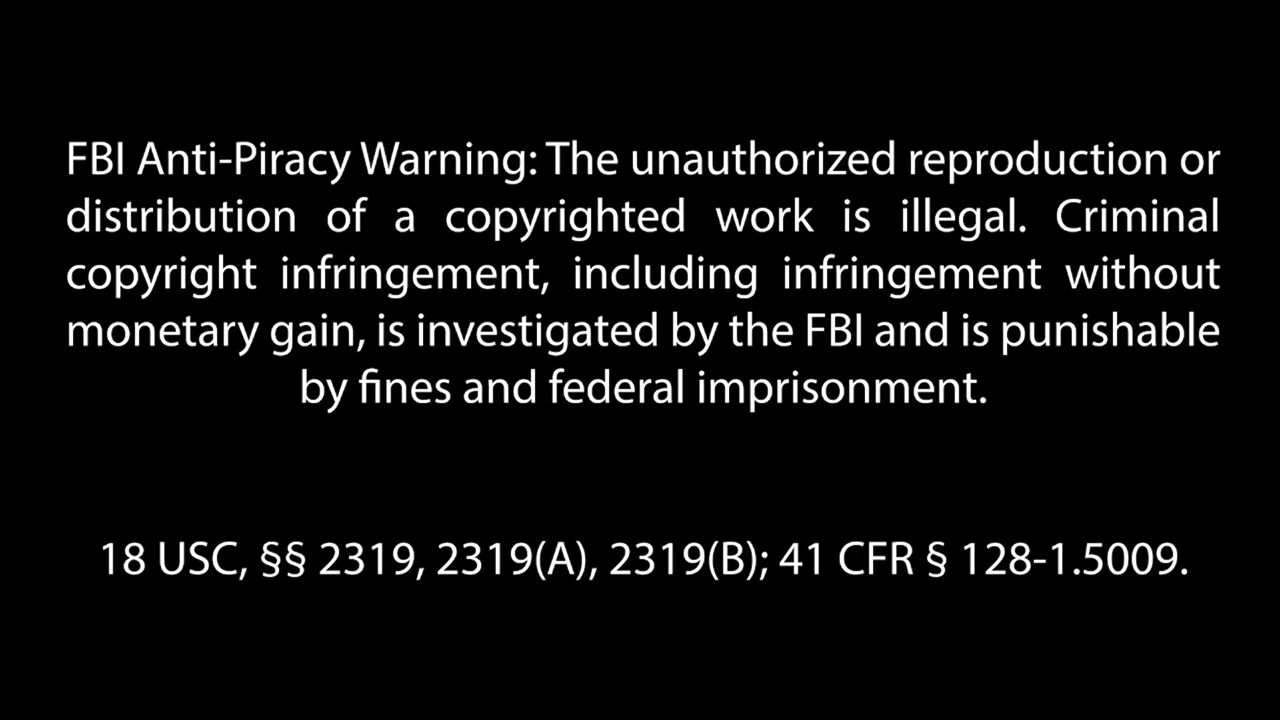 FBI Anti-Piracy Warning: The unauthorized reproduction or
distribution of a copyrighted work is illegal. Criminal
copyright infringement, including infringement without
monetary gain, is investigated by the FBI and is punishable
by fines and federal imprisonment.
18 USC, §§ 2319, 2319(A), 2319(B); 41 CFR § 128-1.5009.